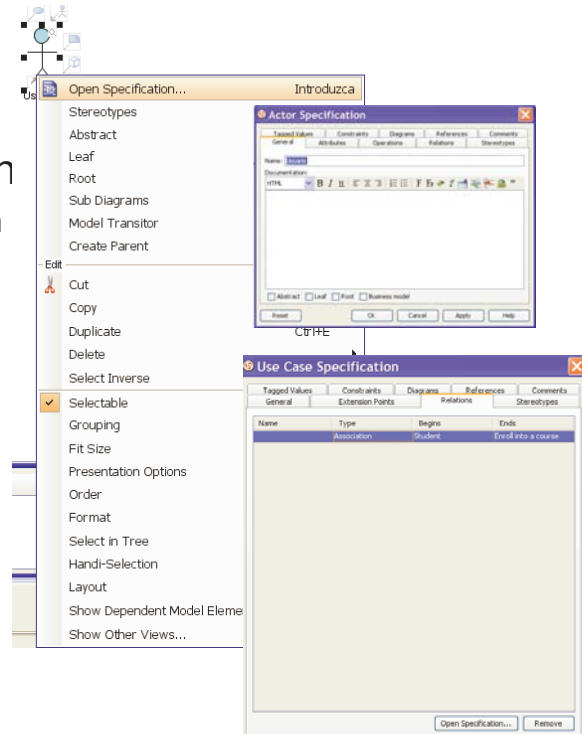 Us
Open Specification... Introduzca
Stereotypes
Abstract
Leaf
Root
Sub Diagrams
Model Transitor
Create Parent
Edit
Cut
Copy
Duplicate Ctrl+E
Delete
Select Inverse
Selectable
Grouping
Fit Size
Presentation Options
Order
Format
Select in Tree
Handi-Selection
Layout
Show Dependent Model Eleme
Show Other Views...
Actor Specification
Tagged Values Constraints Diagrams References Comments
General Attributes Operations Relations Stereotypes
Name: Usuario
Documentation:
HTML B I U
Abstract Leaf Root Business model
Reset OK Cancel Apply Help
Use Case Specification
Tagged Values Constraints Diagrams References Comments
General Extension Points Relations Stereotypes
Name Type Begins Ends
Association Student Enroll into a course
Open Specification... Remove